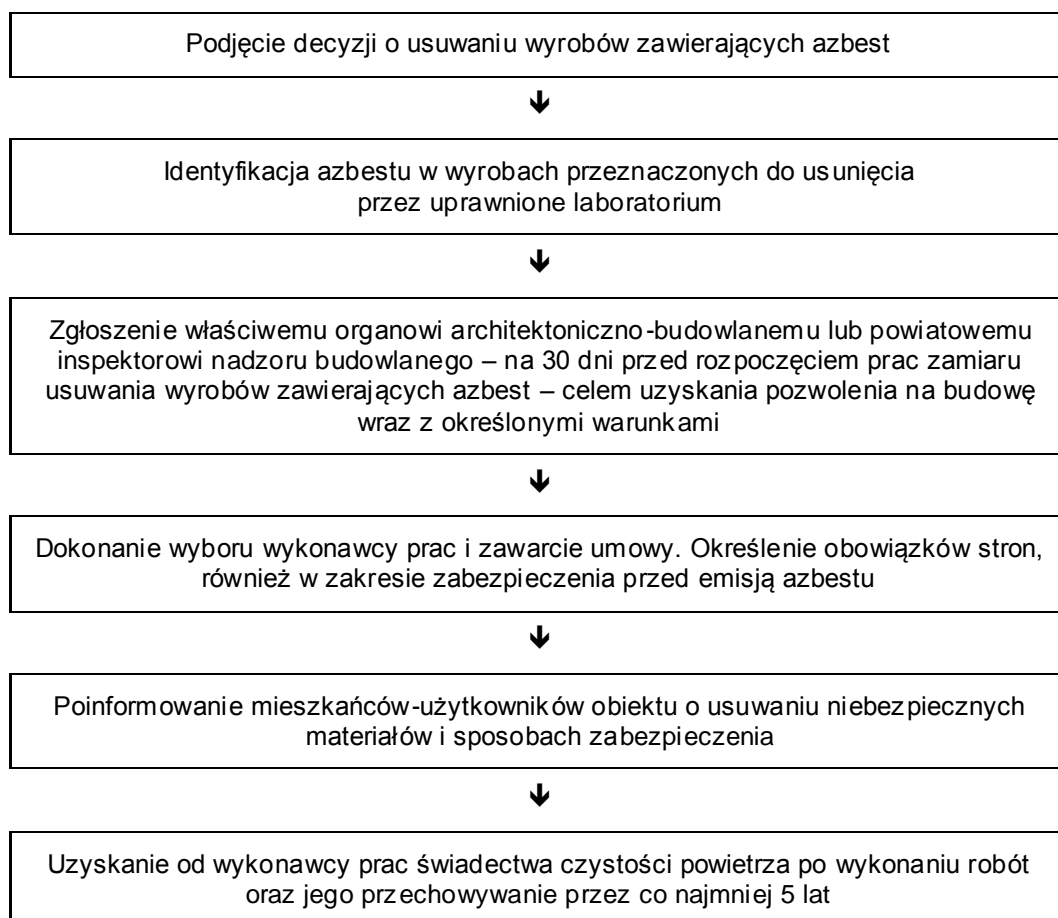 Podjęcie decyzji o usuwaniu wyrobów zawierających azbest
Identyfikacja azbestu w wyrobach przeznaczonych do usunięcia
przez uprawnione laboratorium
Zgłoszenie właściwemu organowi architektoniczno-budowlanemu lub powiatowemu
inspektorowi nadzoru budowlanego – na 30 dni przed rozpoczęciem prac zamiaru
usuwania wyrobów zawierających azbest – celem uzyskania pozwolenia na budowę
wraz z określonymi warunkami
Dokonanie wyboru wykonawcy prac i zawarcie umowy. Określenie obowiązków stron,
również w zakresie zabezpieczenia przed emisją azbestu
Poinformowanie mieszkańców-użytkowników obiektu o usuwaniu niebezpiecznych
materiałów i sposobach zabezpieczenia
Uzyskanie od wykonawcy prac świadectwa czystości powietrza po wykonaniu robót
oraz jego przechowywanie przez co najmniej 5 lat